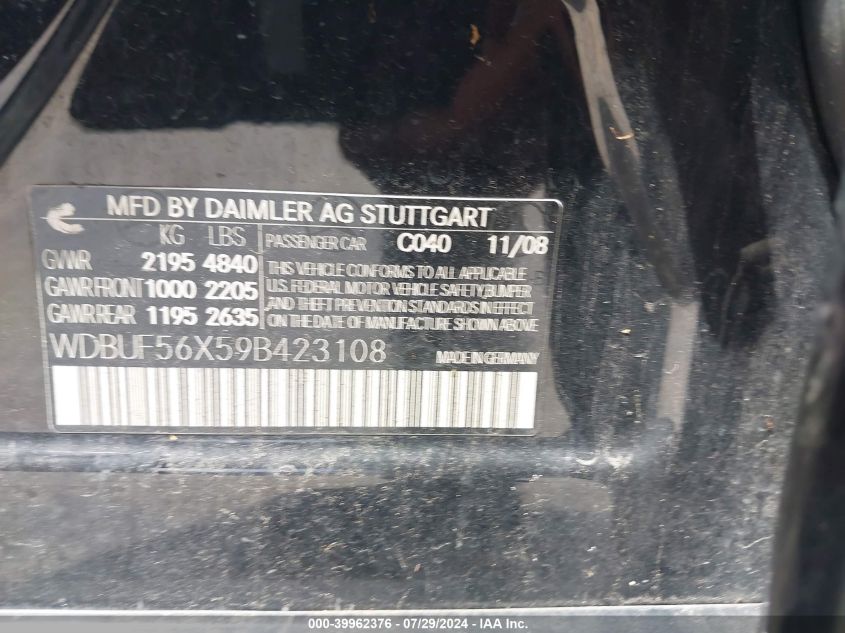 MFD BY DAIMLER AG STUTTGART
KG LBS PASSENGER CAR C040 11/08
GVWR 2195 4840 THIS VEHICLE CONFORMS TO ALL APPLICABLE
GAWR FRONT 1000 2205 U.S. FEDERAL MOTOR VEHICLE SAFETY, BUMPER
GAWR REAR 1195 2635 ,AND THEFT PREVENTION STANDARDS IN EFFECT
ON THE DATE OF MANUFACTURE SHOWN ABOVE
WDBUF56X59B423108 MADE IN GERMANY
000-39962376 - 07/29/2024 - IAA Inc.